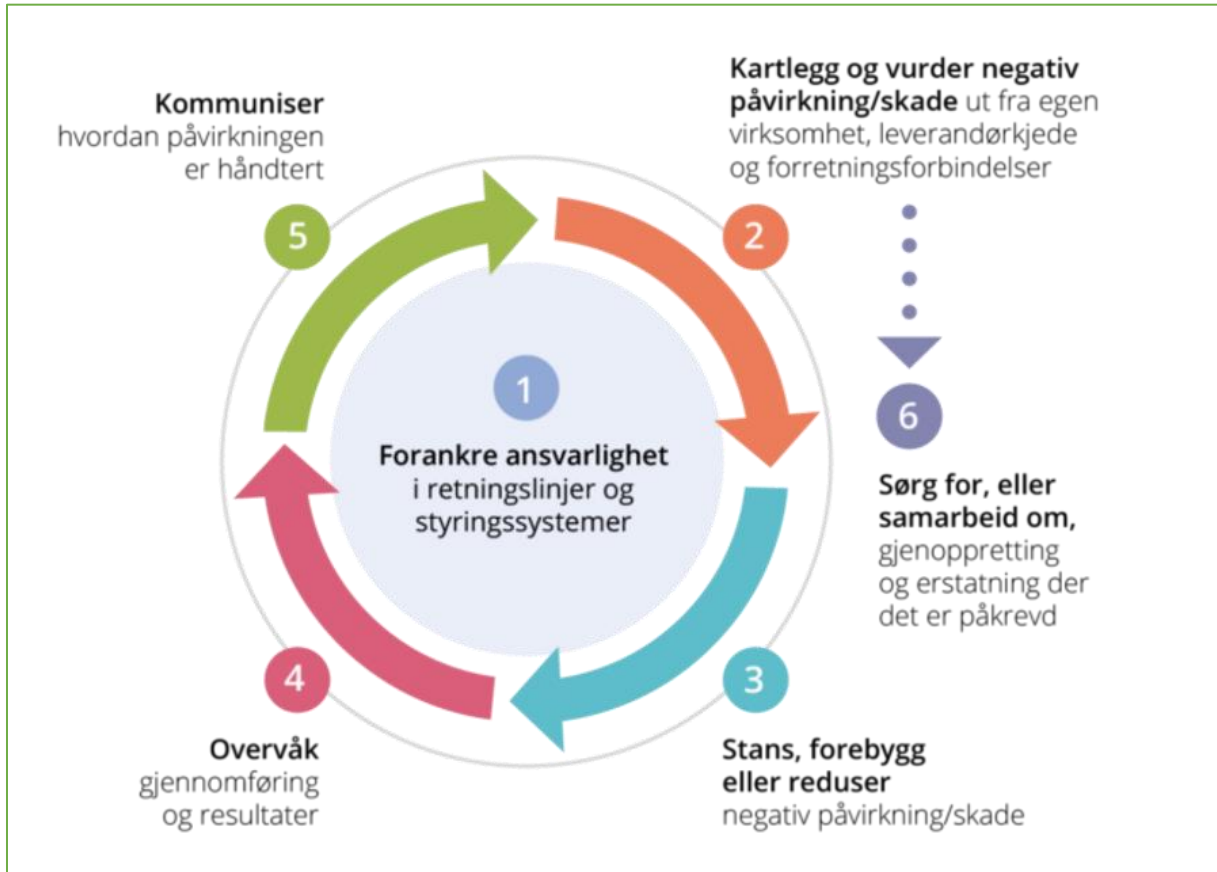 1
Forankre ansvarlighet
i retningslinjer og
styringssystemer
2
Kartlegg og vurder negativ
påvirkning/skade ut fra egen
virksomhet, leverandørkjede
og forretningsforbindelser
3
Stans, forebygg
eller reduser
negativ påvirkning/skade
4
Overvåk
gjennomføring
og resultater
5
Kommuniser
hvordan påvirkningen
er håndtert
6
Sørg for, eller
samarbeid om,
gjenoppretting
og erstatning der
det er påkrevd